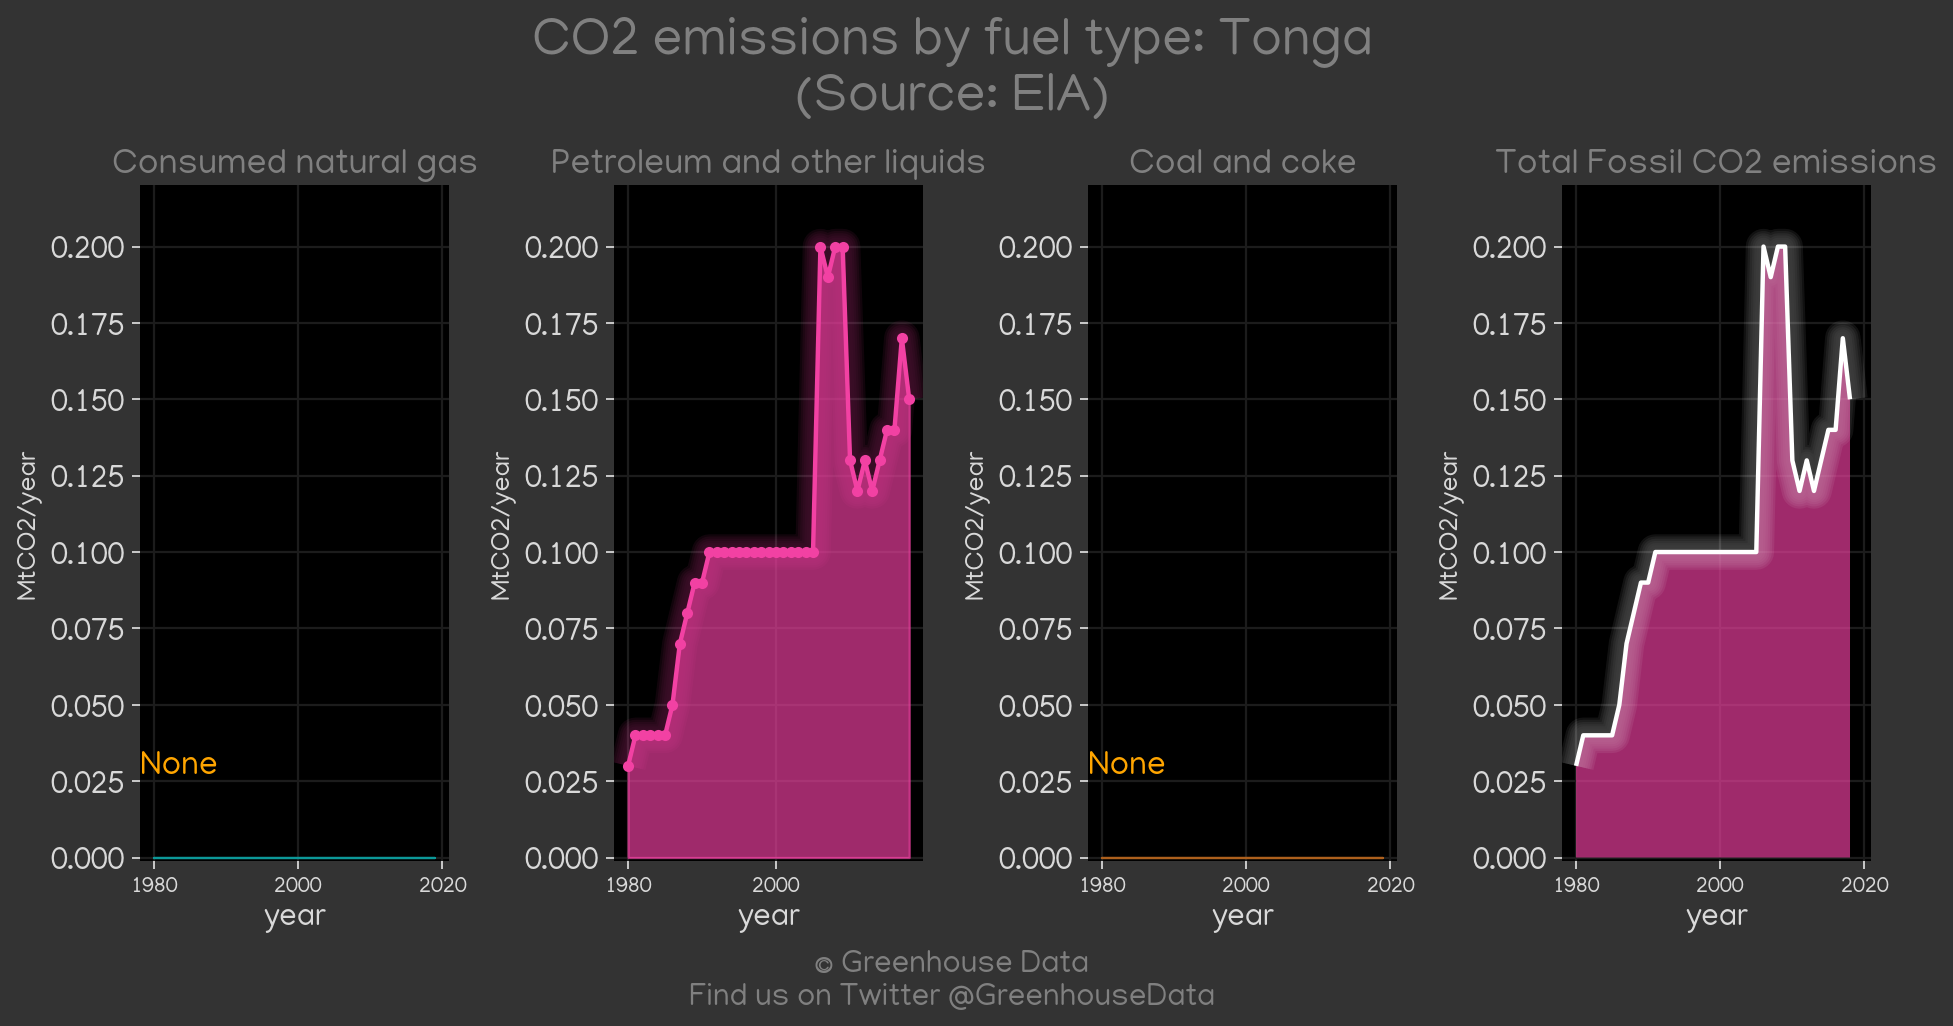 CO2 emissions by fuel type: Tonga
(Source: EIA)
Consumed natural gas
MtCO2/year
0.200
0.175
0.150
0.125
0.100
0.075
0.050
0.025
0.000
None
1980 2000 2020
year
Petroleum and other liquids
MtCO2/year
0.200
0.175
0.150
0.125
0.100
0.075
0.050
0.025
0.000
1980 2000
year
Coal and coke
MtCO2/year
0.200
0.175
0.150
0.125
0.100
0.075
0.050
0.025
0.000
None
1980 2000 2020
year
Total Fossil CO2 emissions
MtCO2/year
0.200
0.175
0.150
0.125
0.100
0.075
0.050
0.025
0.000
1980 2000 2020
year
© Greenhouse Data
Find us on Twitter @GreenhouseData